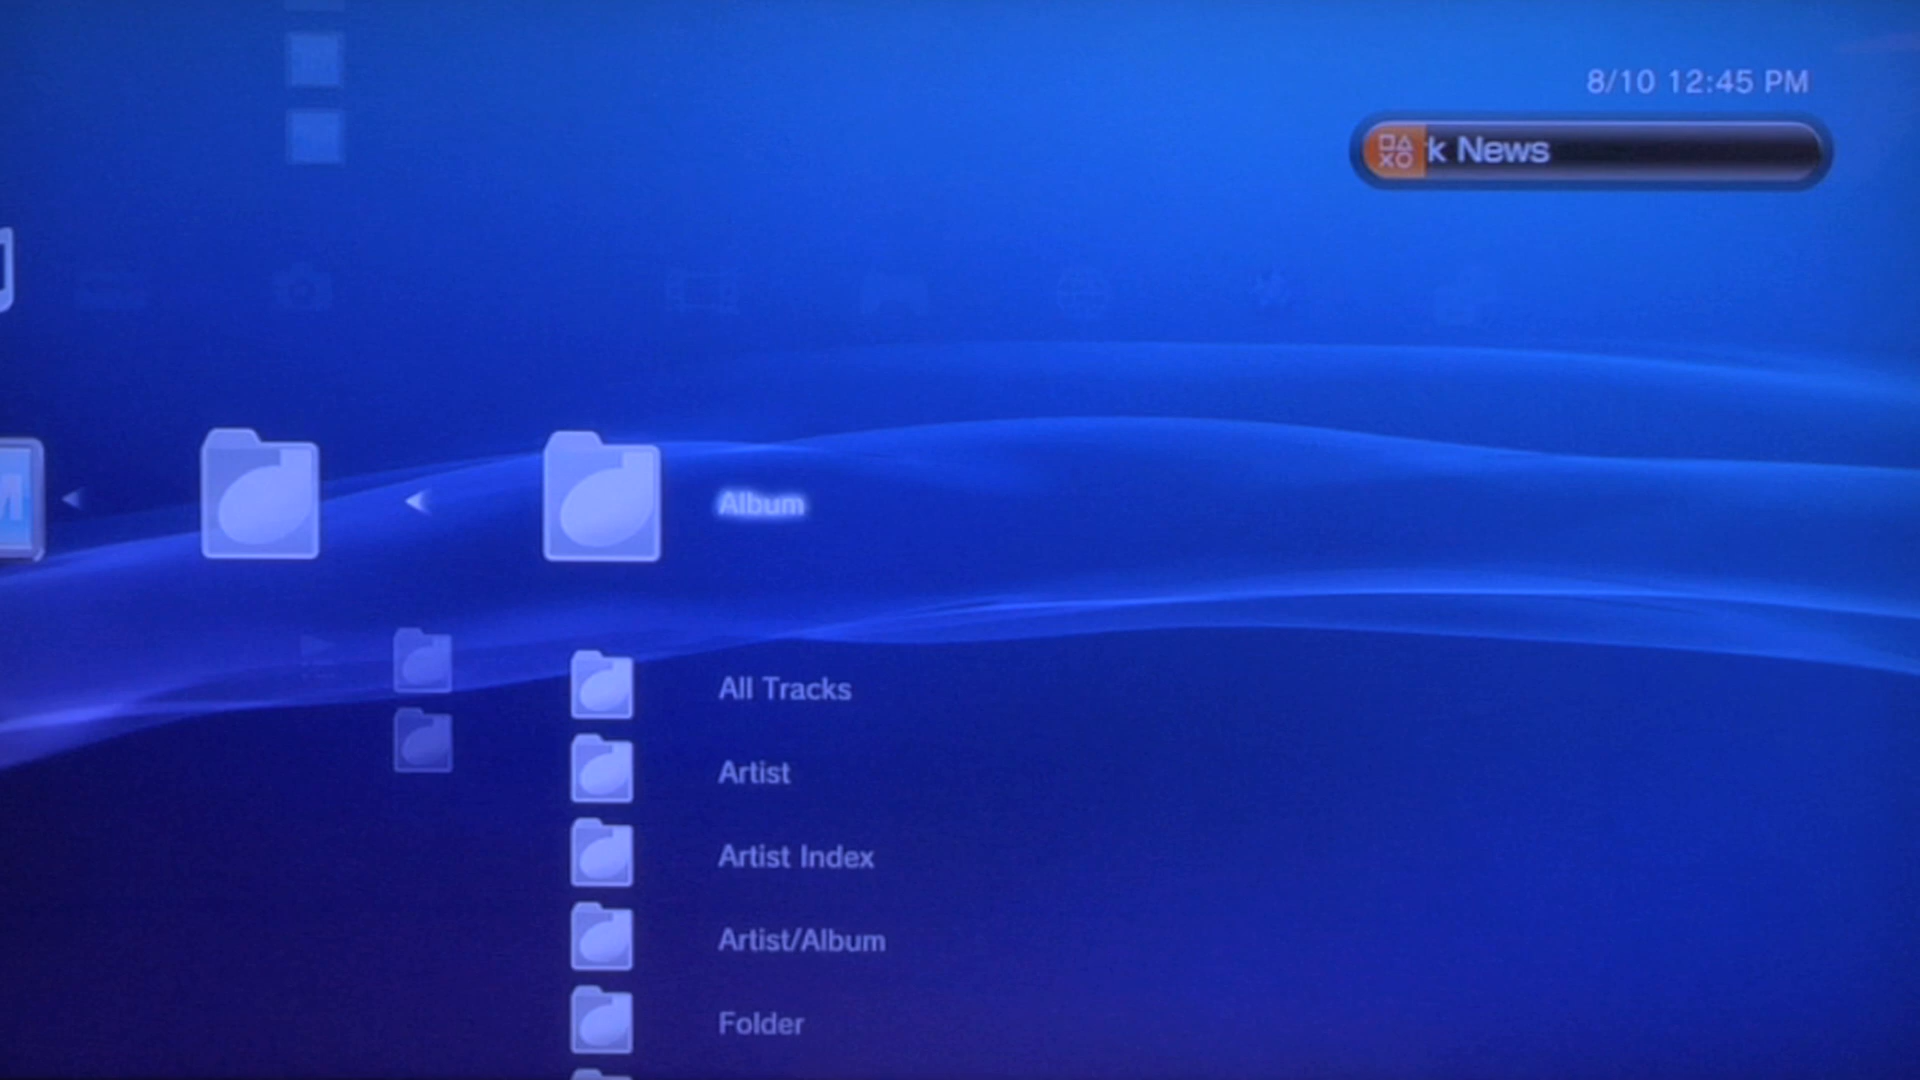 8/10 12:45 PM
k News
Album
All Tracks
Artist
Artist Index
Artist/Album
Folder